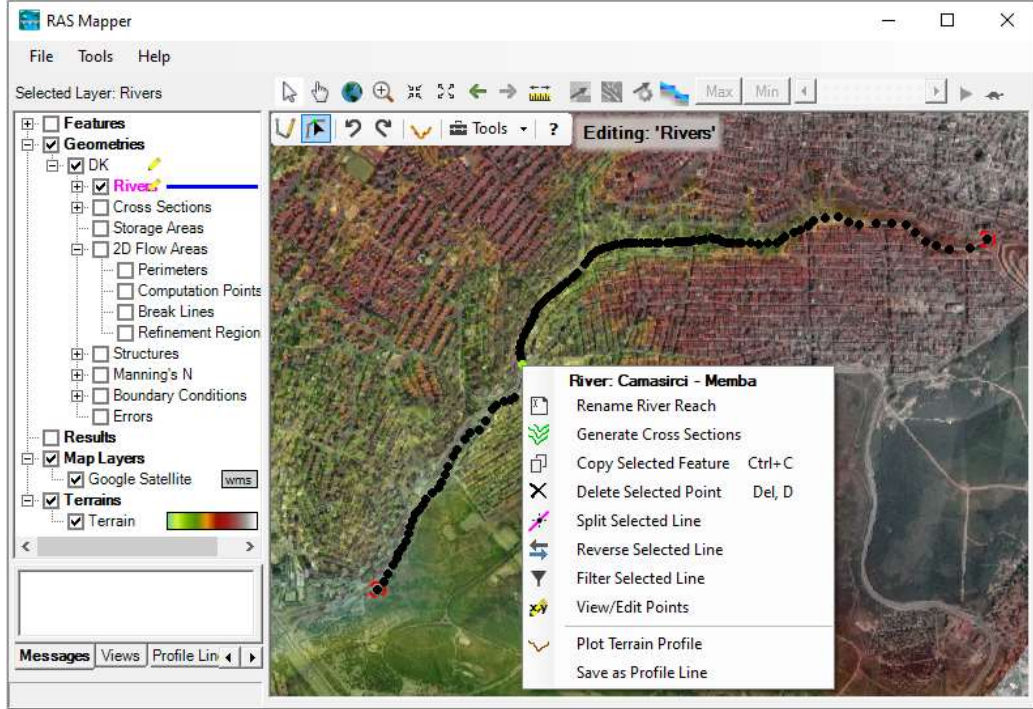 RAS Mapper
File Tools Help
Selected Layer: Rivers
Max Min
Tools ?
Editing: 'Rivers'
Features
Geometries
DK
Rivers
Cross Sections
Storage Areas
2D Flow Areas
Perimeters
Computation Points
Break Lines
Refinement Region
Structures
Manning's N
Boundary Conditions
Errors
Results
Map Layers
Google Satellite wms
Terrains
Terrain
Messages Views Profile Lin
River: Camasirci - Memba
Rename River Reach
Generate Cross Sections
Copy Selected Feature Ctrl+C
Delete Selected Point Del, D
Split Selected Line
Reverse Selected Line
Filter Selected Line
x,y View/Edit Points
Plot Terrain Profile
Save as Profile Line